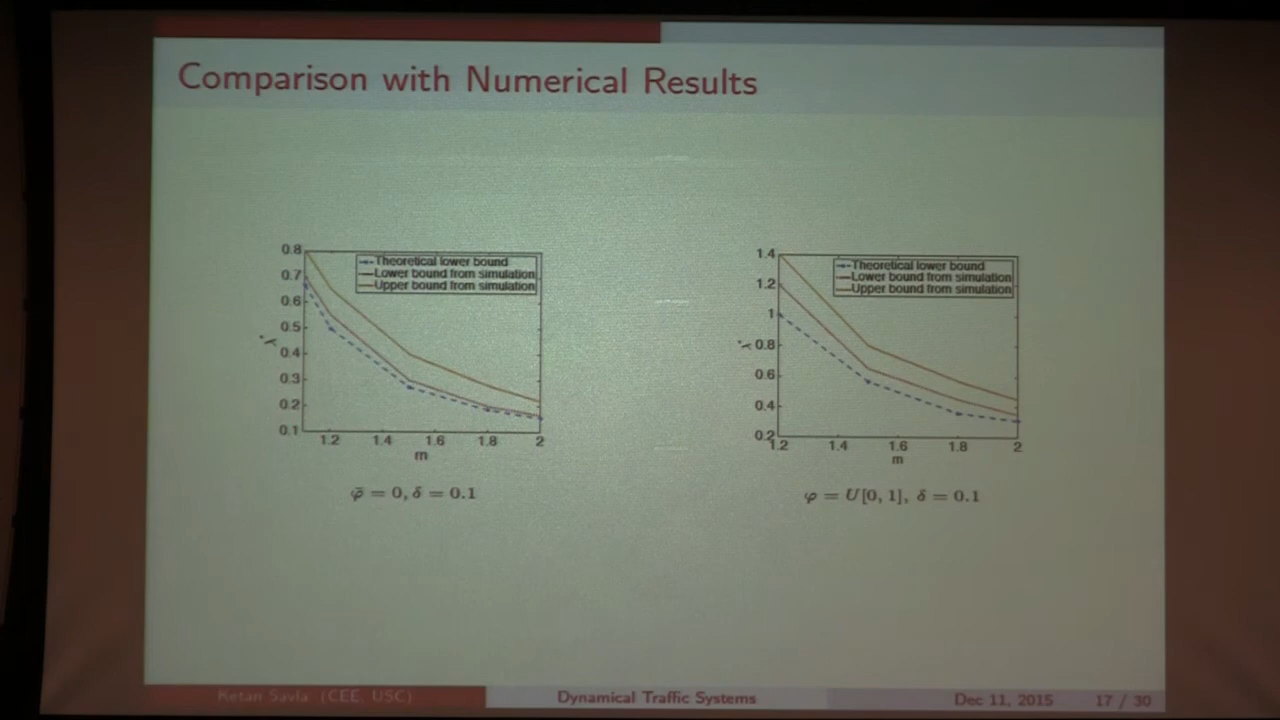 Comparison with Numerical Results
0.8
0.7
0.6
0.5
0.4
0.3
0.2
0.1
Theoretical lower bound
Lower bound from simulation
Upper bound from simulation
λ*
1.2 1.4 1.6 1.8 2
m
φ̄ = 0, δ = 0.1
1.4
1.2
1
0.8
0.6
0.4
0.2
Theoretical lower bound
Lower bound from simulation
Upper bound from simulation
λ*
1.2 1.4 1.6 1.8 2
m
φ = U[0, 1], δ = 0.1
Ketan Savla (CEE, USC) Dynamical Traffic Systems Dec 11, 2015 17 / 30